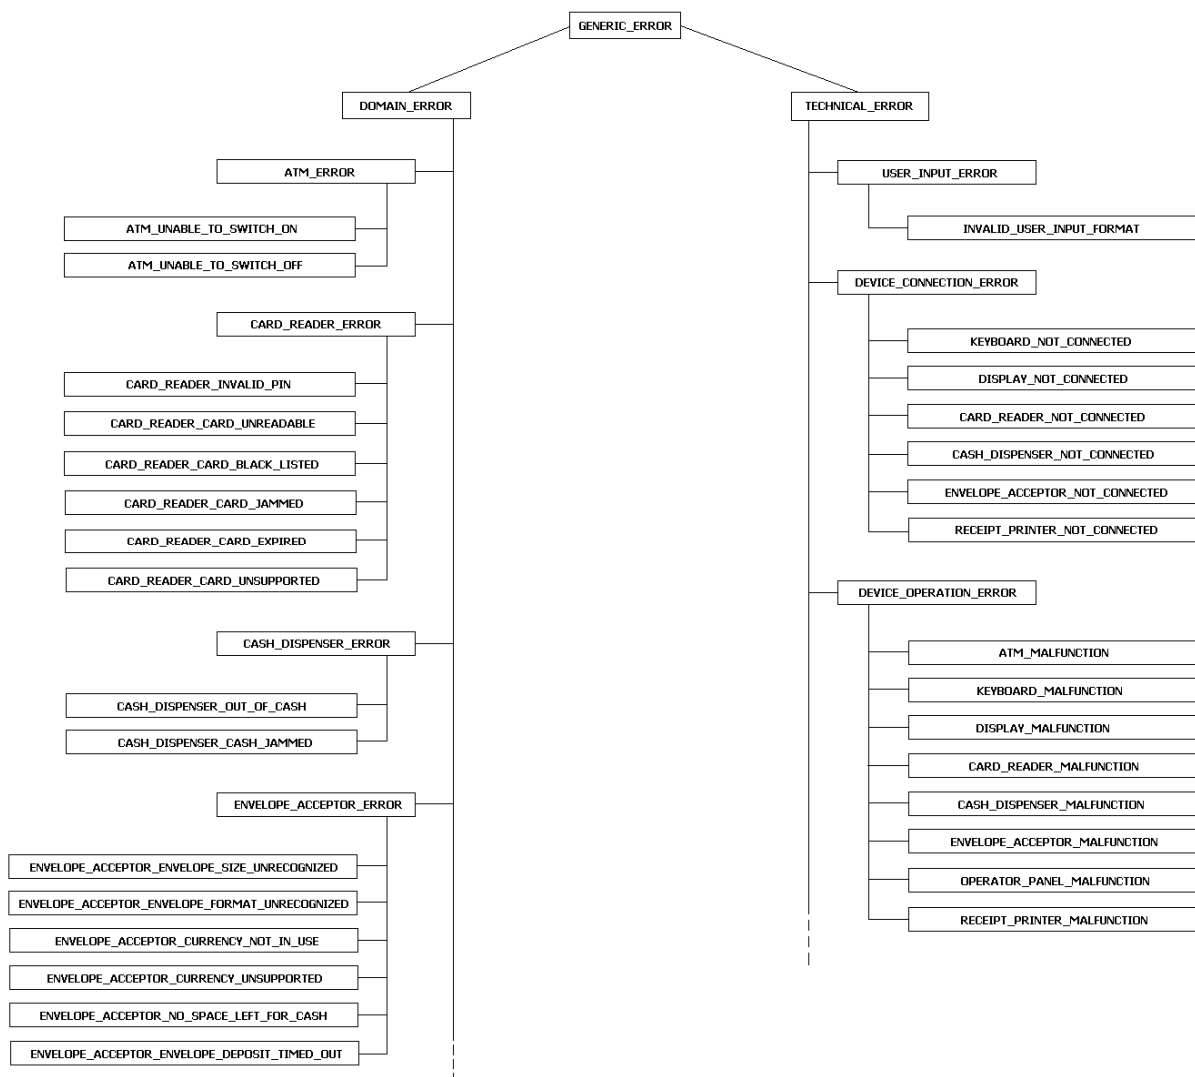 GENERIC_ERROR
DOMAIN_ERROR
ATM_ERROR
ATM_UNABLE_TO_SWITCH_ON
ATM_UNABLE_TO_SWITCH_OFF
CARD_READER_ERROR
CARD_READER_INVALID_PIN
CARD_READER_CARD_UNREADABLE
CARD_READER_CARD_BLACK_LISTED
CARD_READER_CARD_JAMMED
CARD_READER_CARD_EXPIRED
CARD_READER_CARD_UNSUPPORTED
CASH_DISPENSER_ERROR
CASH_DISPENSER_OUT_OF_CASH
CASH_DISPENSER_CASH_JAMMED
ENVELOPE_ACCEPTOR_ERROR
ENVELOPE_ACCEPTOR_ENVELOPE_SIZE_UNRECOGNIZED
ENVELOPE_ACCEPTOR_ENVELOPE_FORMAT_UNRECOGNIZED
ENVELOPE_ACCEPTOR_CURRENCY_NOT_IN_USE
ENVELOPE_ACCEPTOR_CURRENCY_UNSUPPORTED
ENVELOPE_ACCEPTOR_NO_SPACE_LEFT_FOR_CASH
ENVELOPE_ACCEPTOR_ENVELOPE_DEPOSIT_TIMED_OUT
TECHNICAL_ERROR
USER_INPUT_ERROR
INVALID_USER_INPUT_FORMAT
DEVICE_CONNECTION_ERROR
KEYBOARD_NOT_CONNECTED
DISPLAY_NOT_CONNECTED
CARD_READER_NOT_CONNECTED
CASH_DISPENSER_NOT_CONNECTED
ENVELOPE_ACCEPTOR_NOT_CONNECTED
RECEIPT_PRINTER_NOT_CONNECTED
DEVICE_OPERATION_ERROR
ATM_MALFUNCTION
KEYBOARD_MALFUNCTION
DISPLAY_MALFUNCTION
CARD_READER_MALFUNCTION
CASH_DISPENSER_MALFUNCTION
ENVELOPE_ACCEPTOR_MALFUNCTION
OPERATOR_PANEL_MALFUNCTION
RECEIPT_PRINTER_MALFUNCTION